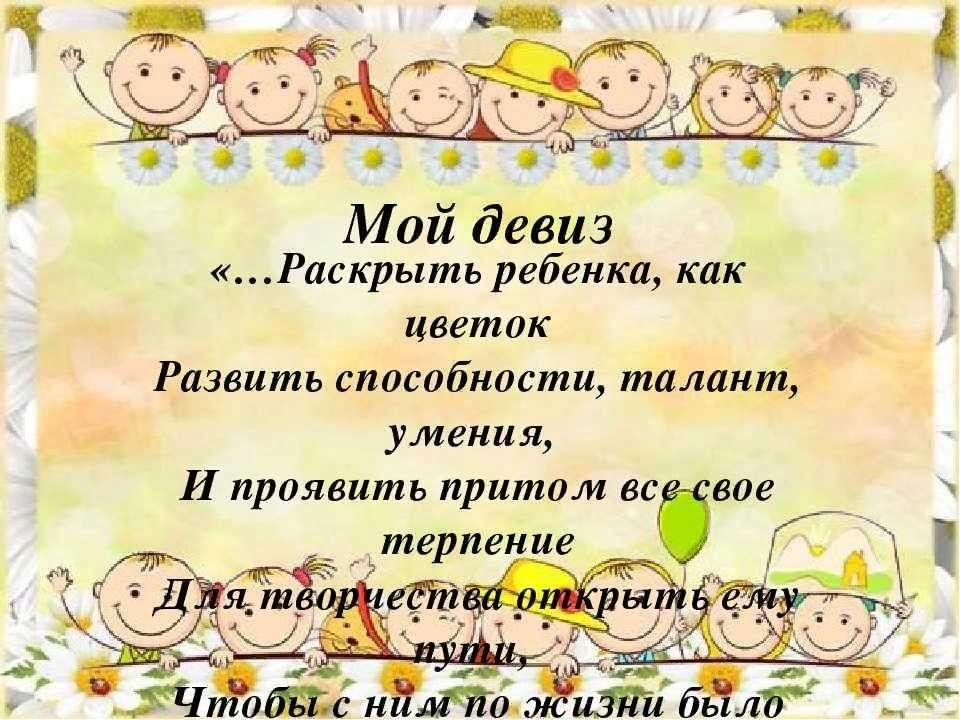 Мой девиз
«…Раскрыть ребенка, как
цветок
Развить способности, талант,
умения,
И проявить притом все свое
терпение
Для творчества открыть ему
пути,
Чтобы с ним по жизни было